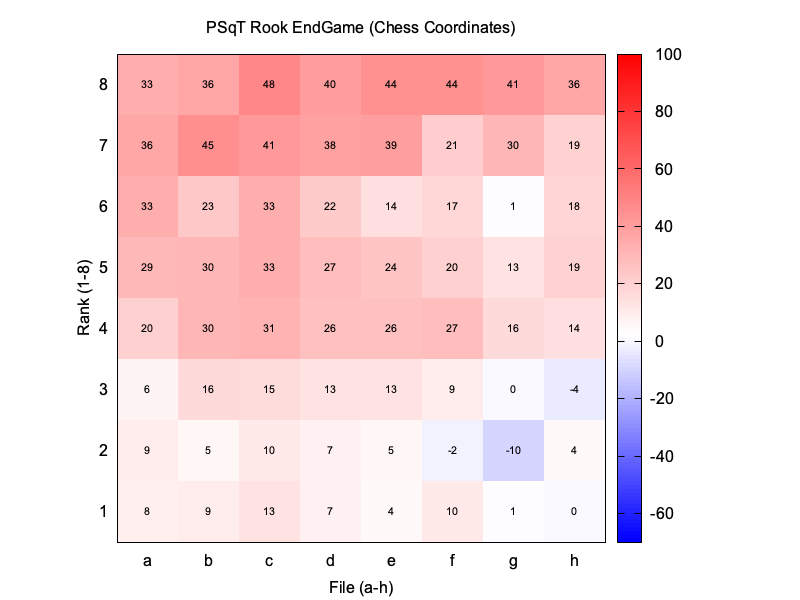 PSqT Rook EndGame (Chess Coordinates)
8 33 36 48 40 44 44 41 36
7 36 45 41 38 39 21 30 19
6 33 23 33 22 14 17 1 18
5 29 30 33 27 24 20 13 19
4 20 30 31 26 26 27 16 14
3 6 16 15 13 13 9 0 -4
2 9 5 10 7 5 -2 -10 4
1 8 9 13 7 4 10 1 0
a b c d e f g h
File (a-h)
Rank (1-8)
100
80
60
40
20
0
-20
-40
-60